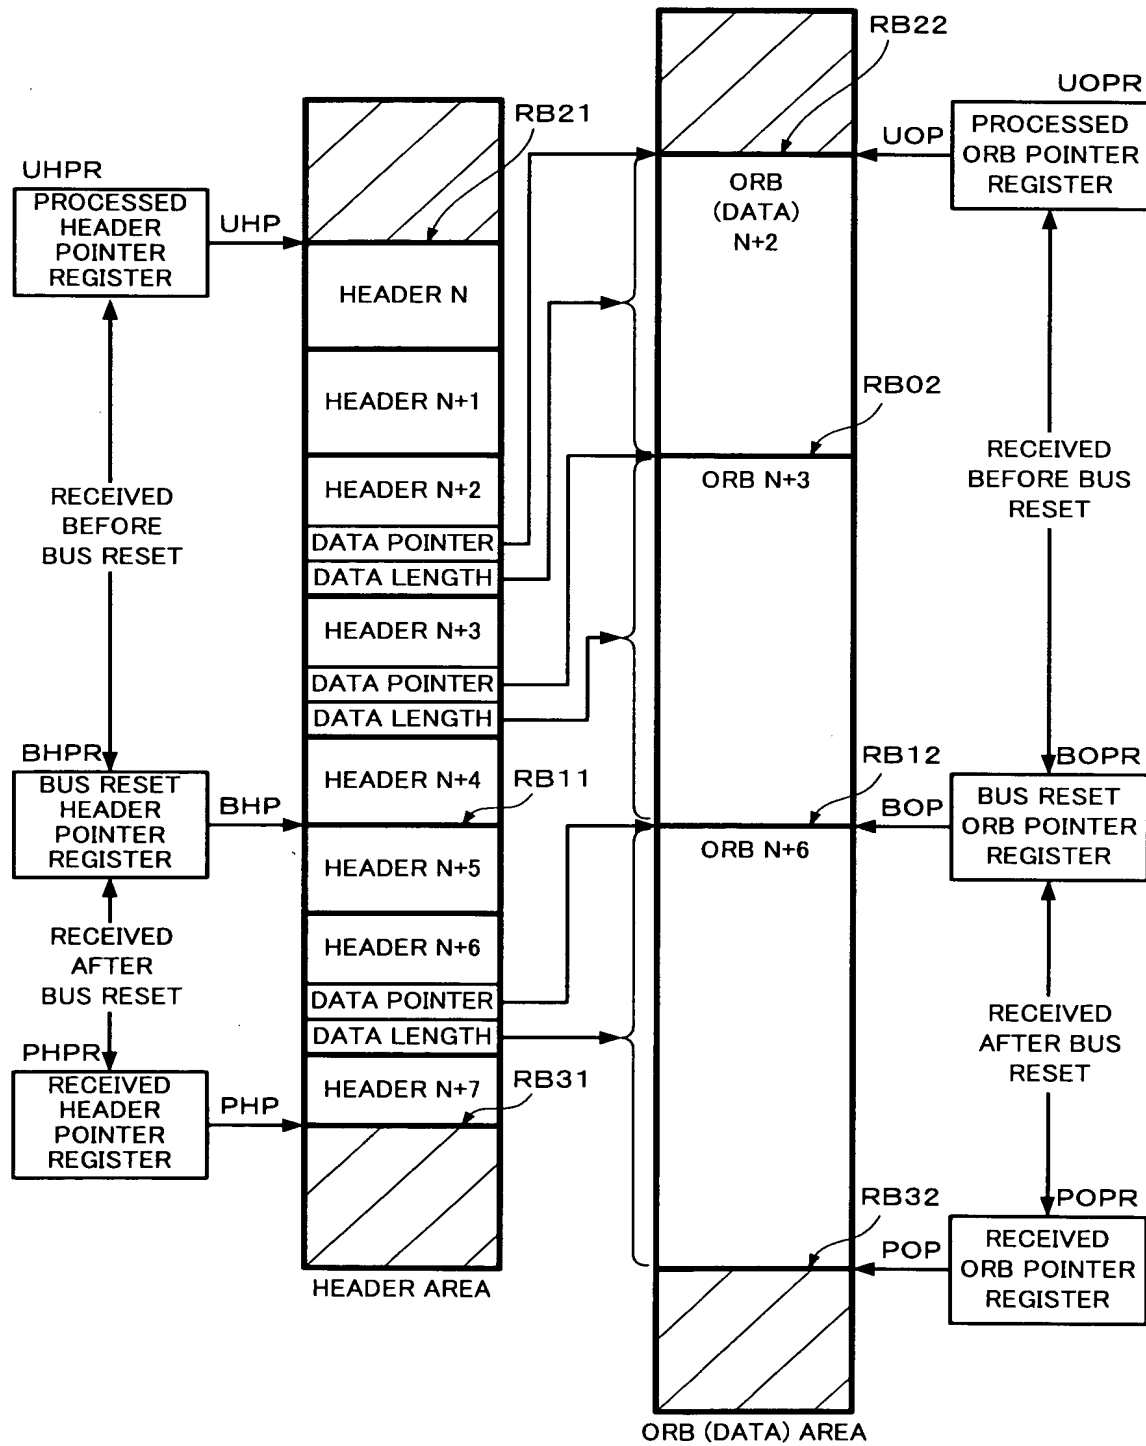 RB22
UOPR
PROCESSED
ORB POINTER
REGISTER
UOP
RB21
UHPR
PROCESSED
HEADER
POINTER
REGISTER
UHP
ORB
(DATA)
N+2
HEADER N
HEADER N+1
RB02
HEADER N+2
ORB N+3
RECEIVED
BEFORE BUS
RESET
RECEIVED
BEFORE
BUS RESET
DATA POINTER
DATA LENGTH
HEADER N+3
DATA POINTER
DATA LENGTH
BHPR
BUS RESET
HEADER
POINTER
REGISTER
BHP
HEADER N+4
RB11
RB12
BOPR
BOP
BUS RESET
ORB POINTER
REGISTER
HEADER N+5
ORB N+6
RECEIVED
AFTER
BUS RESET
HEADER N+6
DATA POINTER
DATA LENGTH
RECEIVED
AFTER BUS
RESET
PHPR
RECEIVED
HEADER
POINTER
REGISTER
PHP
HEADER N+7
RB31
RB32
POPR
POP
RECEIVED
ORB POINTER
REGISTER
HEADER AREA
ORB (DATA) AREA